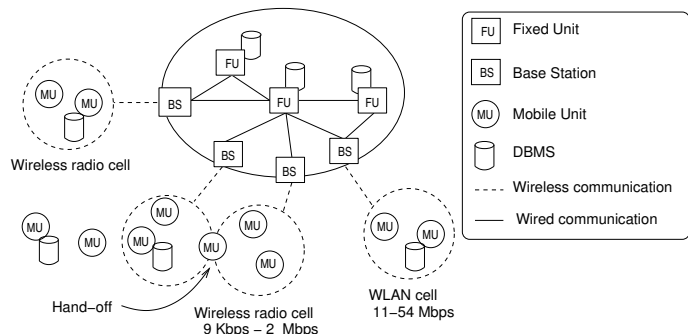 FU
FU
FU
BS
BS
BS
BS
MU
MU
Wireless radio cell
MU
MU
MU
MU
MU
MU
MU
MU
MU
Hand-off
Wireless radio cell
9 Kbps - 2 Mbps
WLAN cell
11-54 Mbps
FU Fixed Unit
BS Base Station
MU Mobile Unit
DBMS
Wireless communication
Wired communication